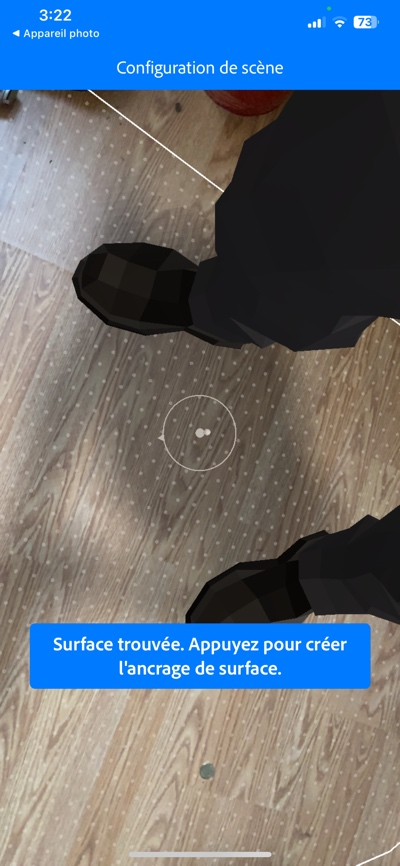 3:22
73
◀ Appareil photo
Configuration de scène
Surface trouvée. Appuyez pour créer
l'ancrage de surface.